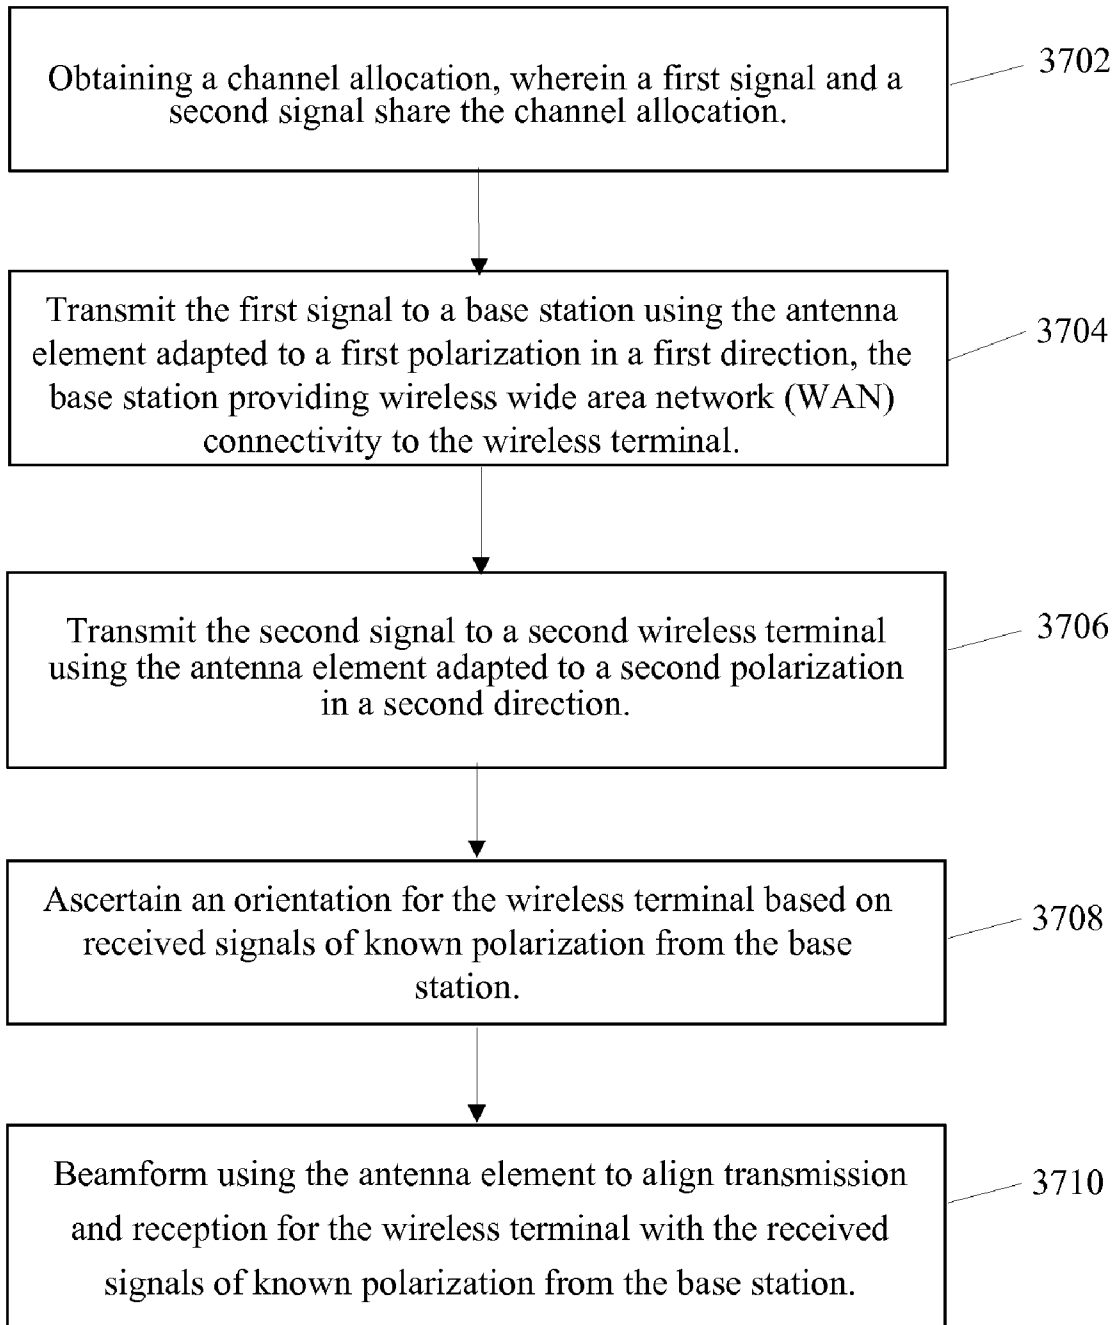 Obtaining a channel allocation, wherein a first signal and a
second signal share the channel allocation.
3702
Transmit the first signal to a base station using the antenna
element adapted to a first polarization in a first direction, the
base station providing wireless wide area network (WAN)
connectivity to the wireless terminal.
3704
Transmit the second signal to a second wireless terminal
using the antenna element adapted to a second polarization
in a second direction.
3706
Ascertain an orientation for the wireless terminal based on
received signals of known polarization from the base
station.
3708
Beamform using the antenna element to align transmission
and reception for the wireless terminal with the received
signals of known polarization from the base station.
3710